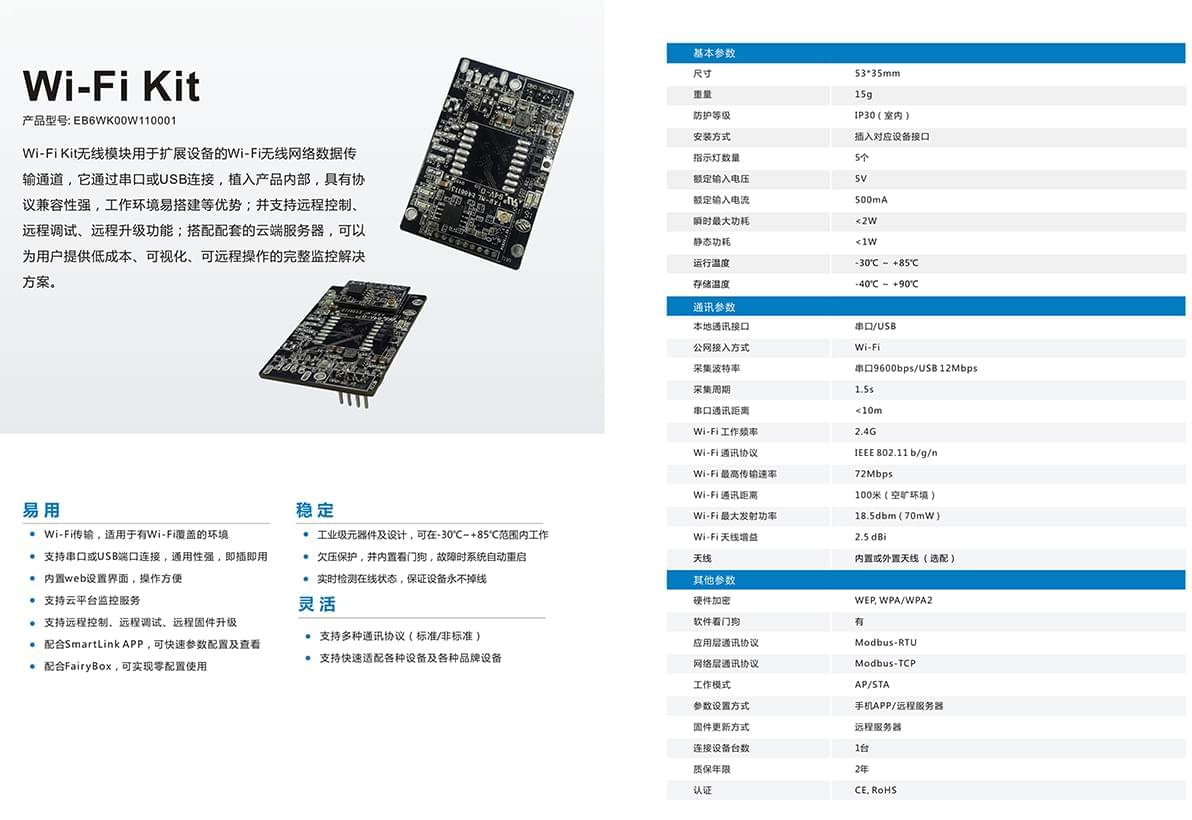 Wi-Fi Kit
产品型号: EB6WK00W110001
Wi-Fi Kit无线模块用于扩展设备的Wi-Fi无线网络数据传
输通道，它通过串口或USB连接，植入产品内部，具有协
议兼容性强，工作环境易搭建等优势；并支持远程控制、
远程调试、远程升级功能；搭配配套的云端服务器，可以
为用户提供低成本、可视化、可远程操作的完整监控解决
方案。
易用
Wi-Fi传输，适用于有Wi-Fi覆盖的环境
支持串口或USB端口连接，通用性强，即插即用
内置web设置界面，操作方便
支持云平台监控服务
支持远程控制、远程调试、远程固件升级
配合SmartLink APP，可快速参数配置及查看
配合FairyBox，可实现零配置使用
稳定
工业级元器件及设计，可在-30℃~+85℃范围内工作
欠压保护，并内置看门狗，故障时系统自动重启
实时检测在线状态，保证设备永不掉线
灵活
支持多种通讯协议（标准/非标准）
支持快速适配各种设备及各种品牌设备
基本参数
尺寸 53*35mm
重量 15g
防护等级 IP30（室内）
安装方式 插入对应设备接口
指示灯数量 5个
额定输入电压 5V
额定输入电流 500mA
瞬时最大功耗 <2W
静态功耗 <1W
运行温度 -30℃ ~ +85℃
存储温度 -40℃ ~ +90℃
通讯参数
本地通讯接口 串口/USB
公网接入方式 Wi-Fi
采集波特率 串口9600bps/USB 12Mbps
采集周期 1.5s
串口通讯距离 <10m
Wi-Fi 工作频率 2.4G
Wi-Fi 通讯协议 IEEE 802.11 b/g/n
Wi-Fi 最高传输速率 72Mbps
Wi-Fi 通讯距离 100米（空旷环境）
Wi-Fi 最大发射功率 18.5dbm（70mW）
Wi-Fi 天线增益 2.5 dBi
天线 内置或外置天线（选配）
其他参数
硬件加密 WEP, WPA/WPA2
软件看门狗 有
应用层通讯协议 Modbus-RTU
网络层通讯协议 Modbus-TCP
工作模式 AP/STA
参数设置方式 手机APP/远程服务器
固件更新方式 远程服务器
连接设备台数 1台
质保年限 2年
认证 CE, RoHS